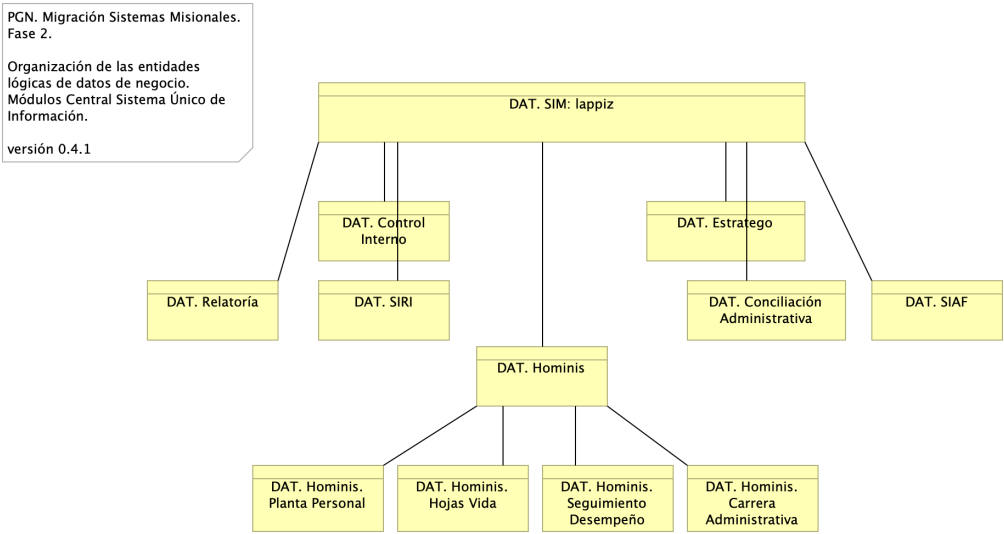 PGN. Migración Sistemas Misionales.
Fase 2.
Organización de las entidades
lógicas de datos de negocio.
Módulos Central Sistema Único de
Información.
versión 0.4.1
DAT. SIM: lappiz
DAT. Control
Interno
DAT. Estratego
DAT. Relatoría
DAT. SIRI
DAT. Conciliación
Administrativa
DAT. SIAF
DAT. Hominis
DAT. Hominis.
Planta Personal
DAT. Hominis.
Hojas Vida
DAT. Hominis.
Seguimiento
Desempeño
DAT. Hominis.
Carrera
Administrativa